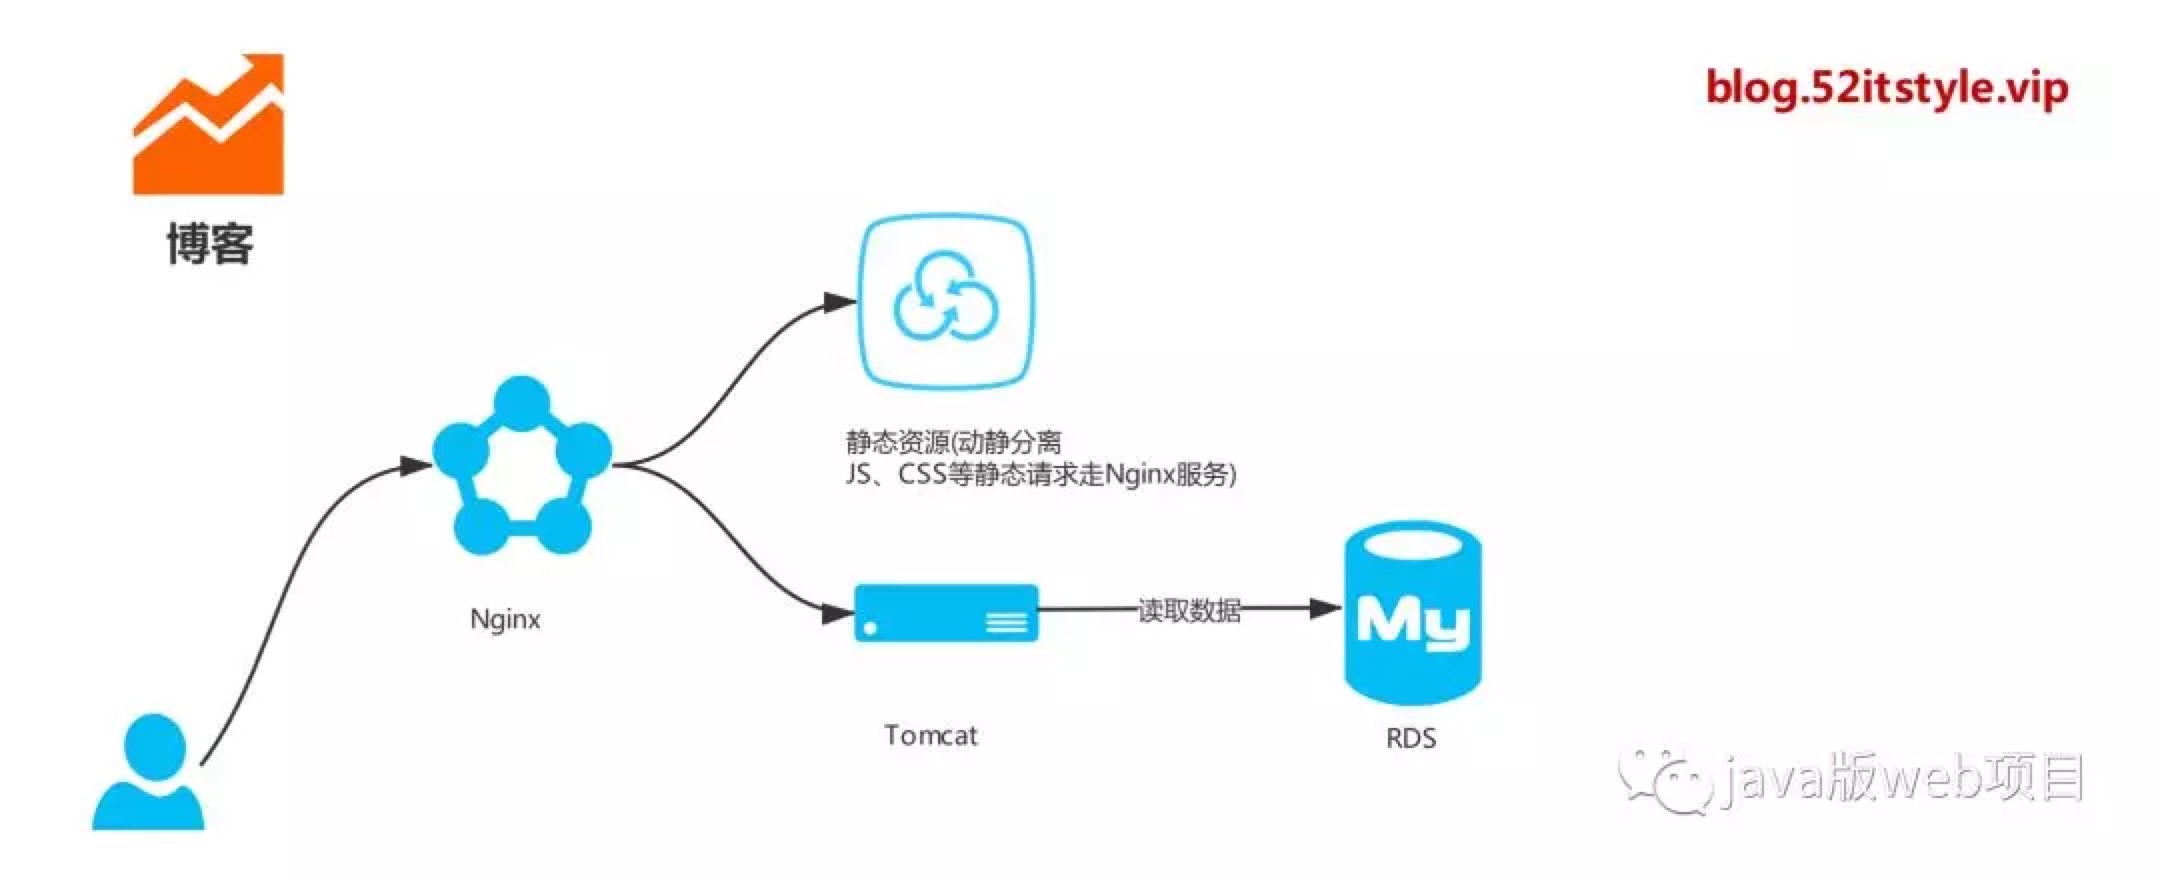 blog.52itstyle.vip
博客
静态资源(动静分离
JS、CSS等静态请求走Nginx服务)
Nginx
读取数据
My
Tomcat
RDS
java版web项目